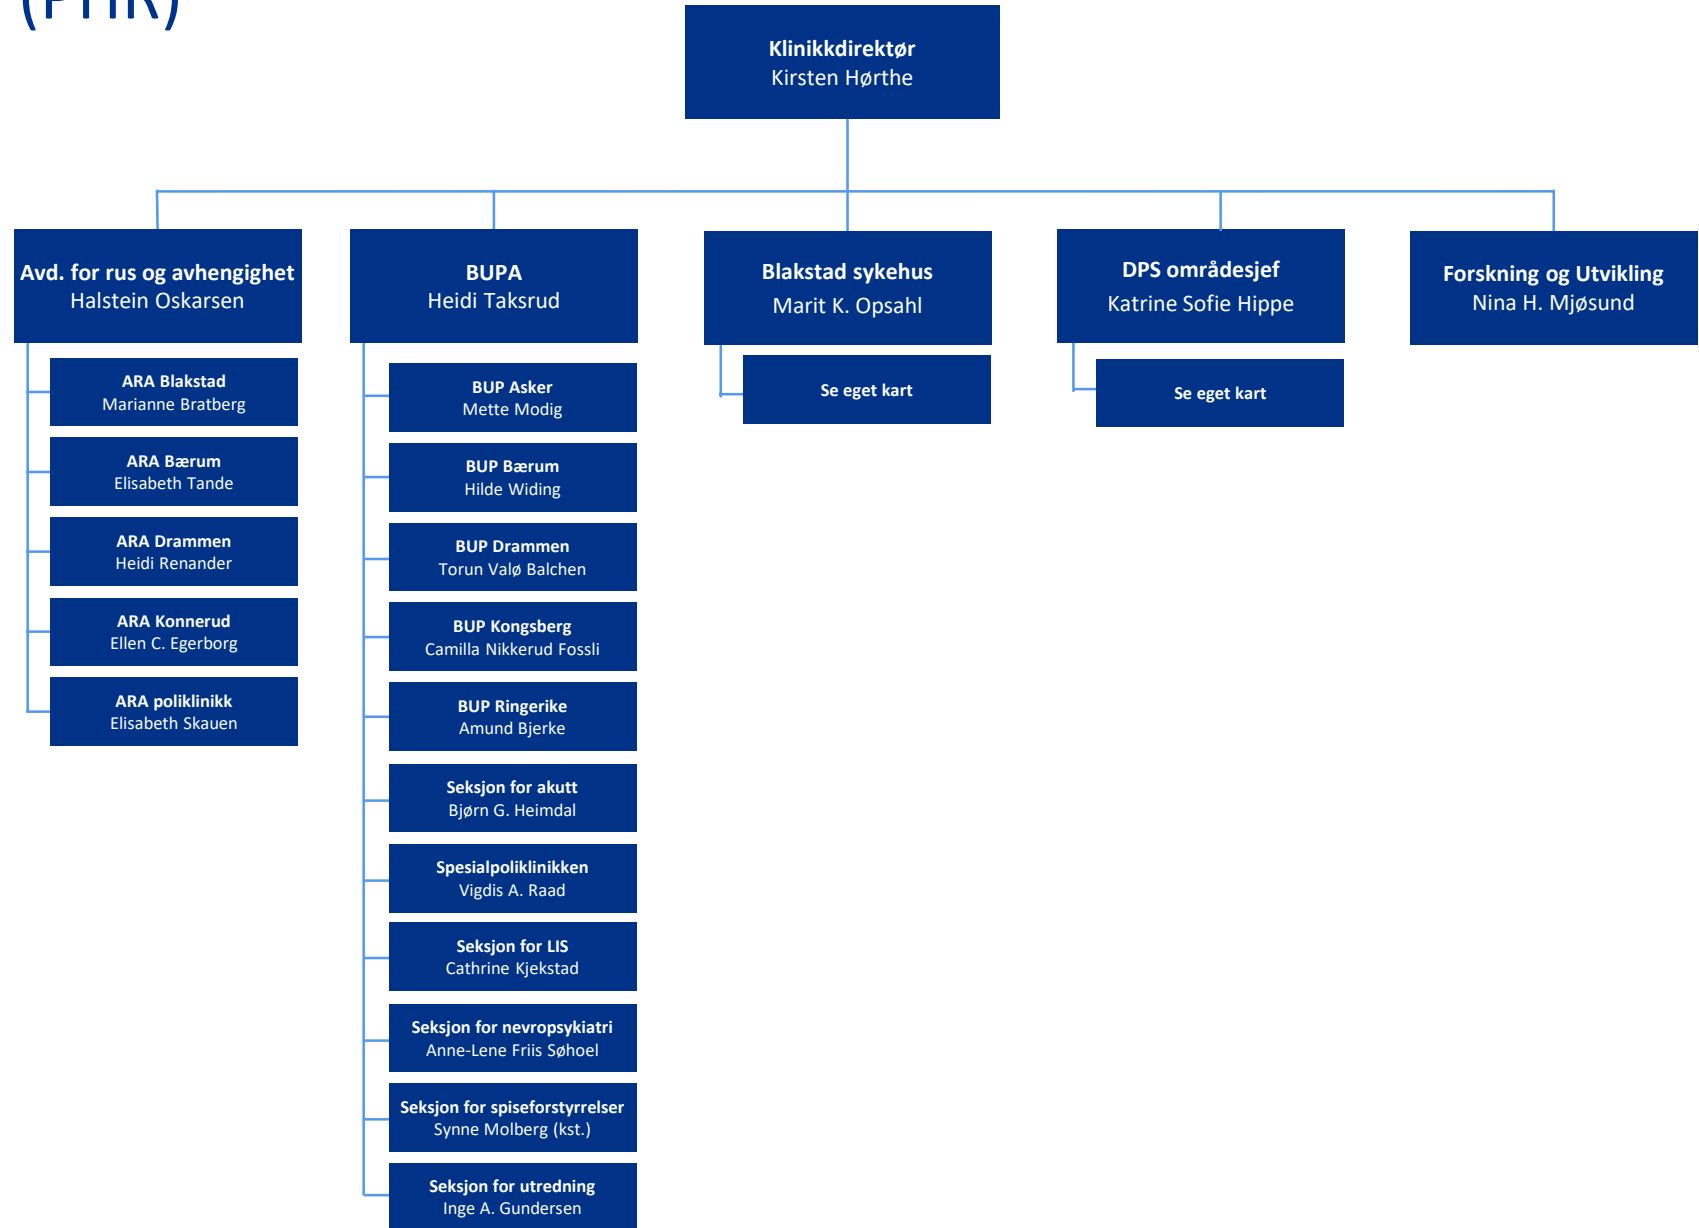 (PHR)
Klinikkdirektør
Kirsten Hørthe
Avd. for rus og avhengighet
Halstein Oskarsen
BUPA
Heidi Taksrud
Blakstad sykehus
Marit K. Opsahl
DPS områdesjef
Katrine Sofie Hippe
Forskning og Utvikling
Nina H. Mjøsund
ARA Blakstad
Marianne Bratberg
ARA Bærum
Elisabeth Tande
ARA Drammen
Heidi Renander
ARA Konnerud
Ellen C. Egerborg
ARA poliklinikk
Elisabeth Skauen
BUP Asker
Mette Modig
BUP Bærum
Hilde Widing
BUP Drammen
Torun Valø Balchen
BUP Kongsberg
Camilla Nikkerud Fossli
BUP Ringerike
Amund Bjerke
Seksjon for akutt
Bjørn G. Heimdal
Spesialpoliklinikken
Vigdis A. Raad
Seksjon for LIS
Cathrine Kjekstad
Seksjon for nevropsykiatri
Anne-Lene Friis Søhoel
Seksjon for spiseforstyrrelser
Synne Molberg (kst.)
Seksjon for utredning
Inge A. Gundersen
Se eget kart
Se eget kart